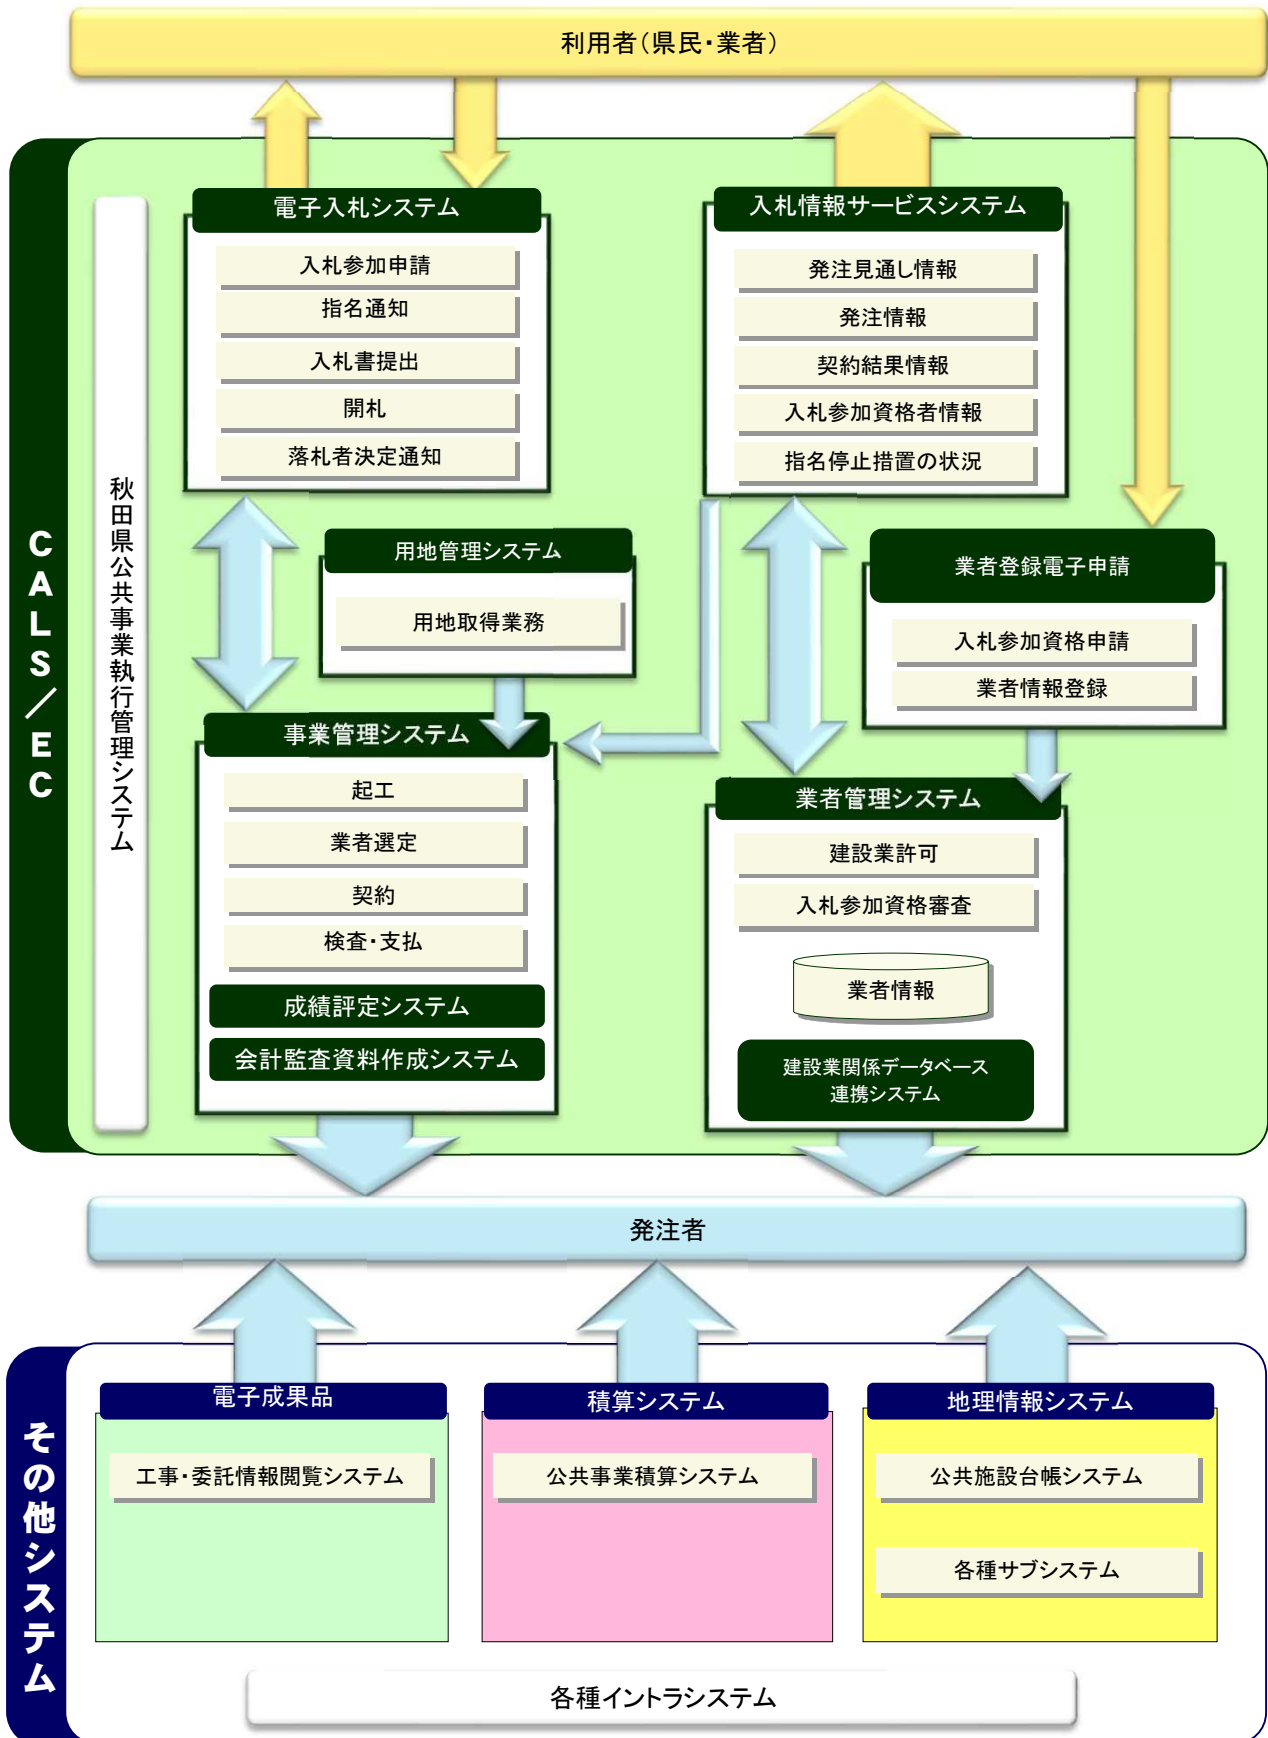 利用者(県民・業者)
CALS/EC
秋田県公共事業執行管理システム
電子入札システム
入札参加申請
指名通知
入札書提出
開札
落札者決定通知
入札情報サービスシステム
発注見通し情報
発注情報
契約結果情報
入札参加資格者情報
指名停止措置の状況
用地管理システム
用地取得業務
業者登録電子申請
入札参加資格申請
業者情報登録
事業管理システム
起工
業者選定
契約
検査・支払
成績評定システム
会計監査資料作成システム
業者管理システム
建設業許可
入札参加資格審査
業者情報
建設業関係データベース
連携システム
発注者
その他システム
電子成果品
工事・委託情報閲覧システム
積算システム
公共事業積算システム
地理情報システム
公共施設台帳システム
各種サブシステム
各種イントラシステム